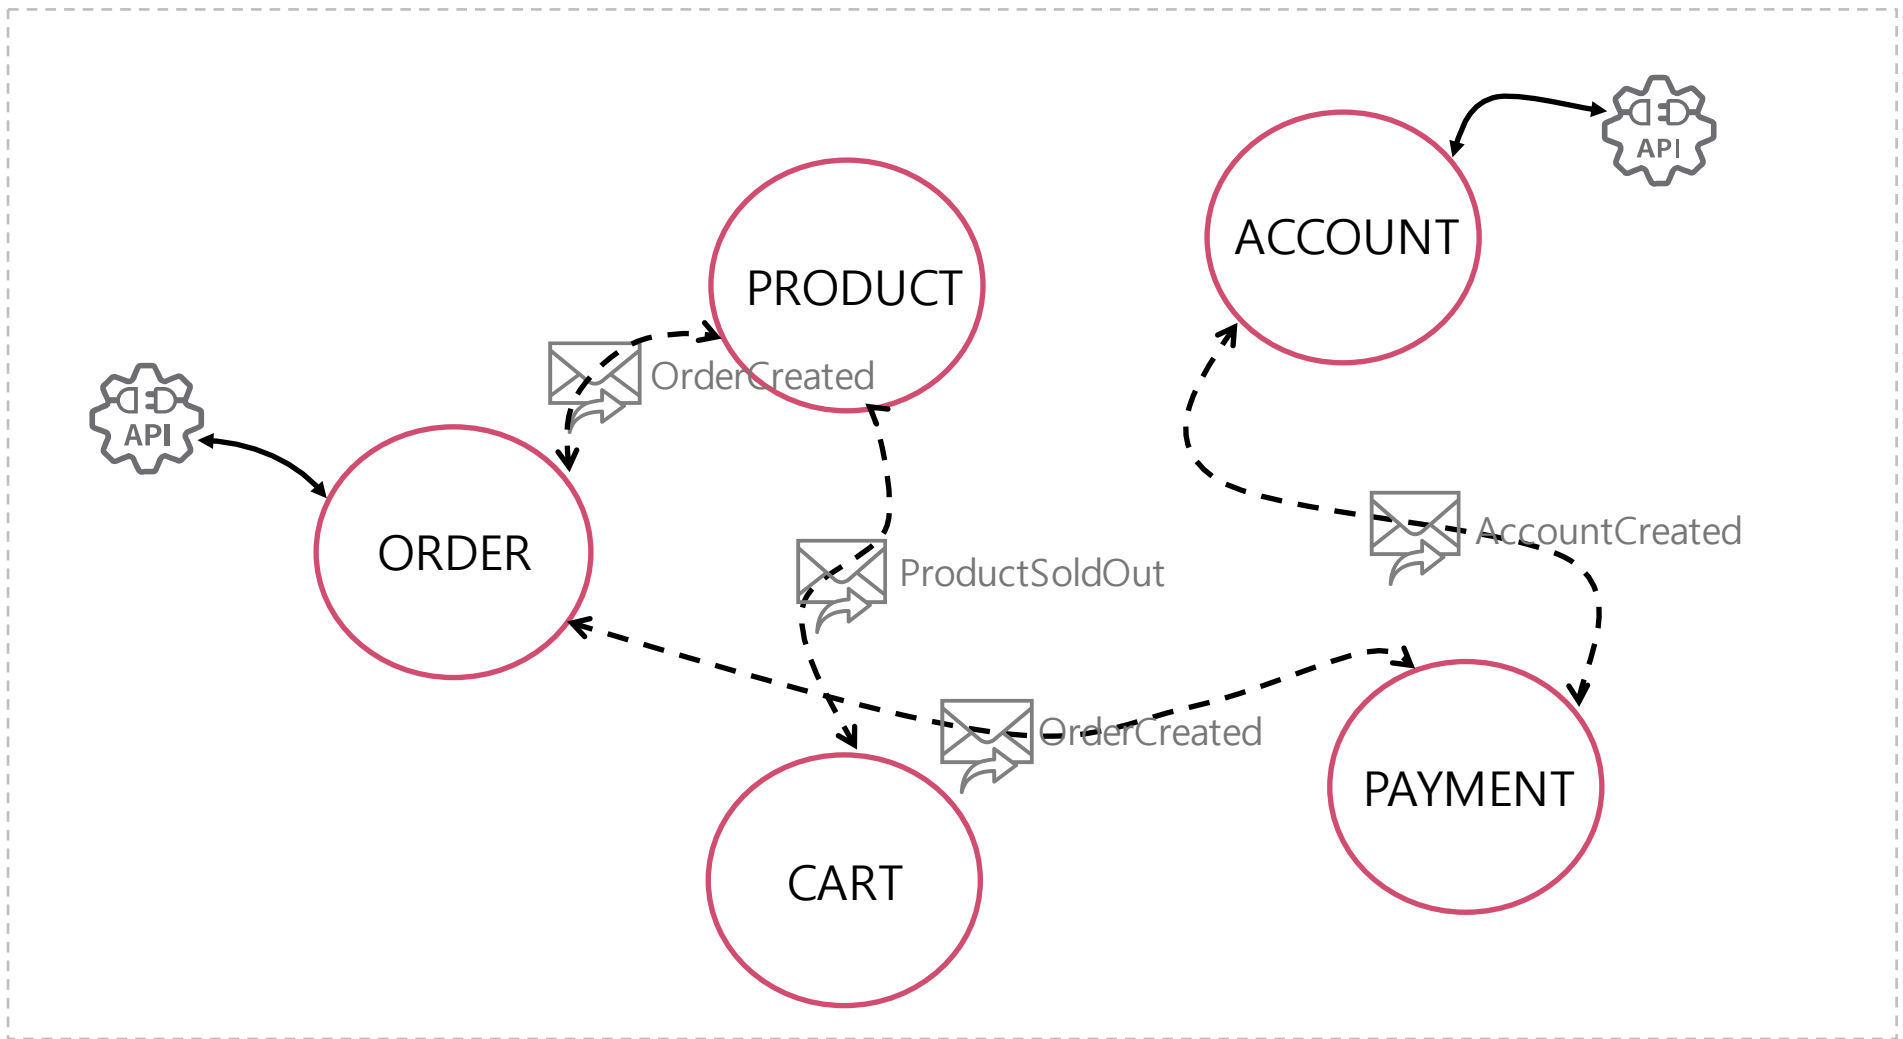 API
ACCOUNT
PRODUCT
OrderCreated
API
ORDER
AccountCreated
ProductSoldOut
OrderCreated
PAYMENT
CART